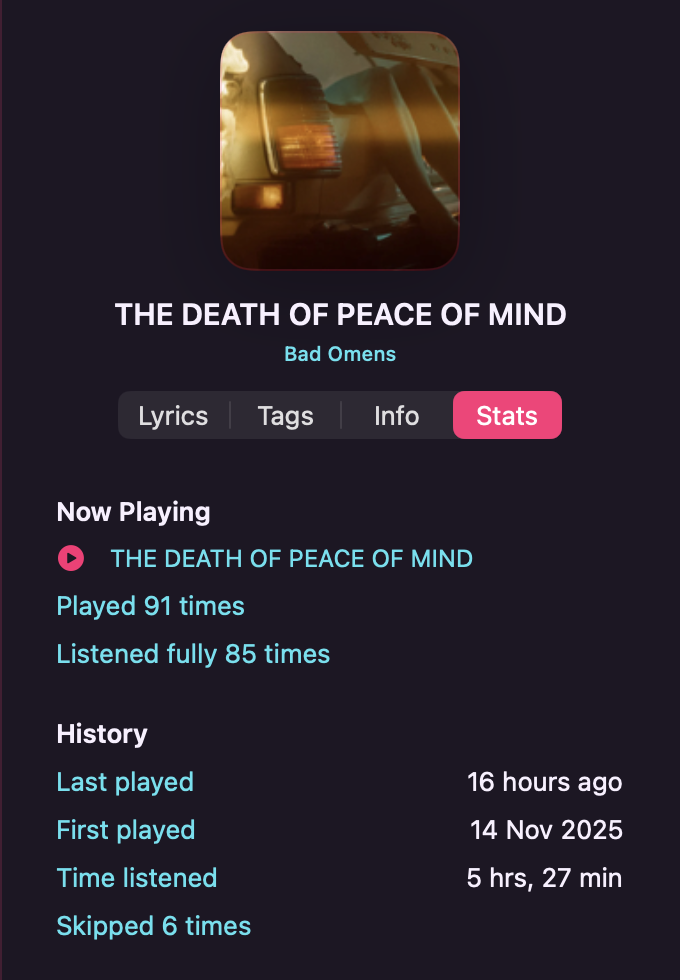 THE DEATH OF PEACE OF MIND
Bad Omens
Lyrics Tags Info Stats
Now Playing
THE DEATH OF PEACE OF MIND
Played 91 times
Listened fully 85 times
History
Last played 16 hours ago
First played 14 Nov 2025
Time listened 5 hrs, 27 min
Skipped 6 times